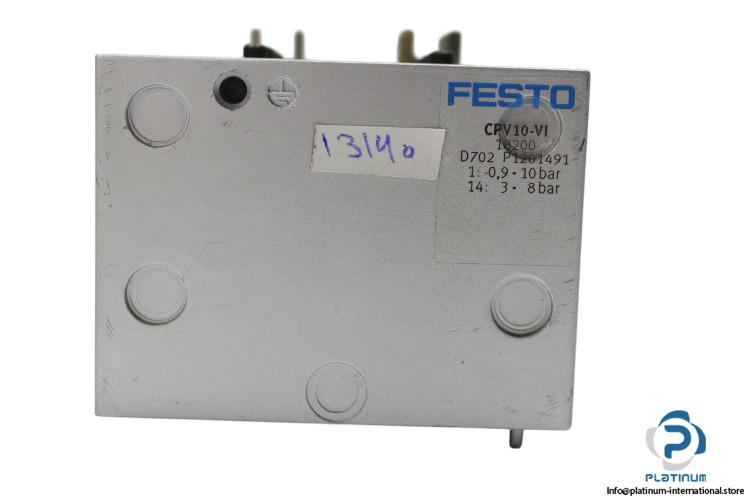 FESTO
CPV10-VI
18200
D702 P1201491
1: -0,9 - 10 bar
14: 3 - 8 bar
13140
PLATINUM
Info@platinum-international.store